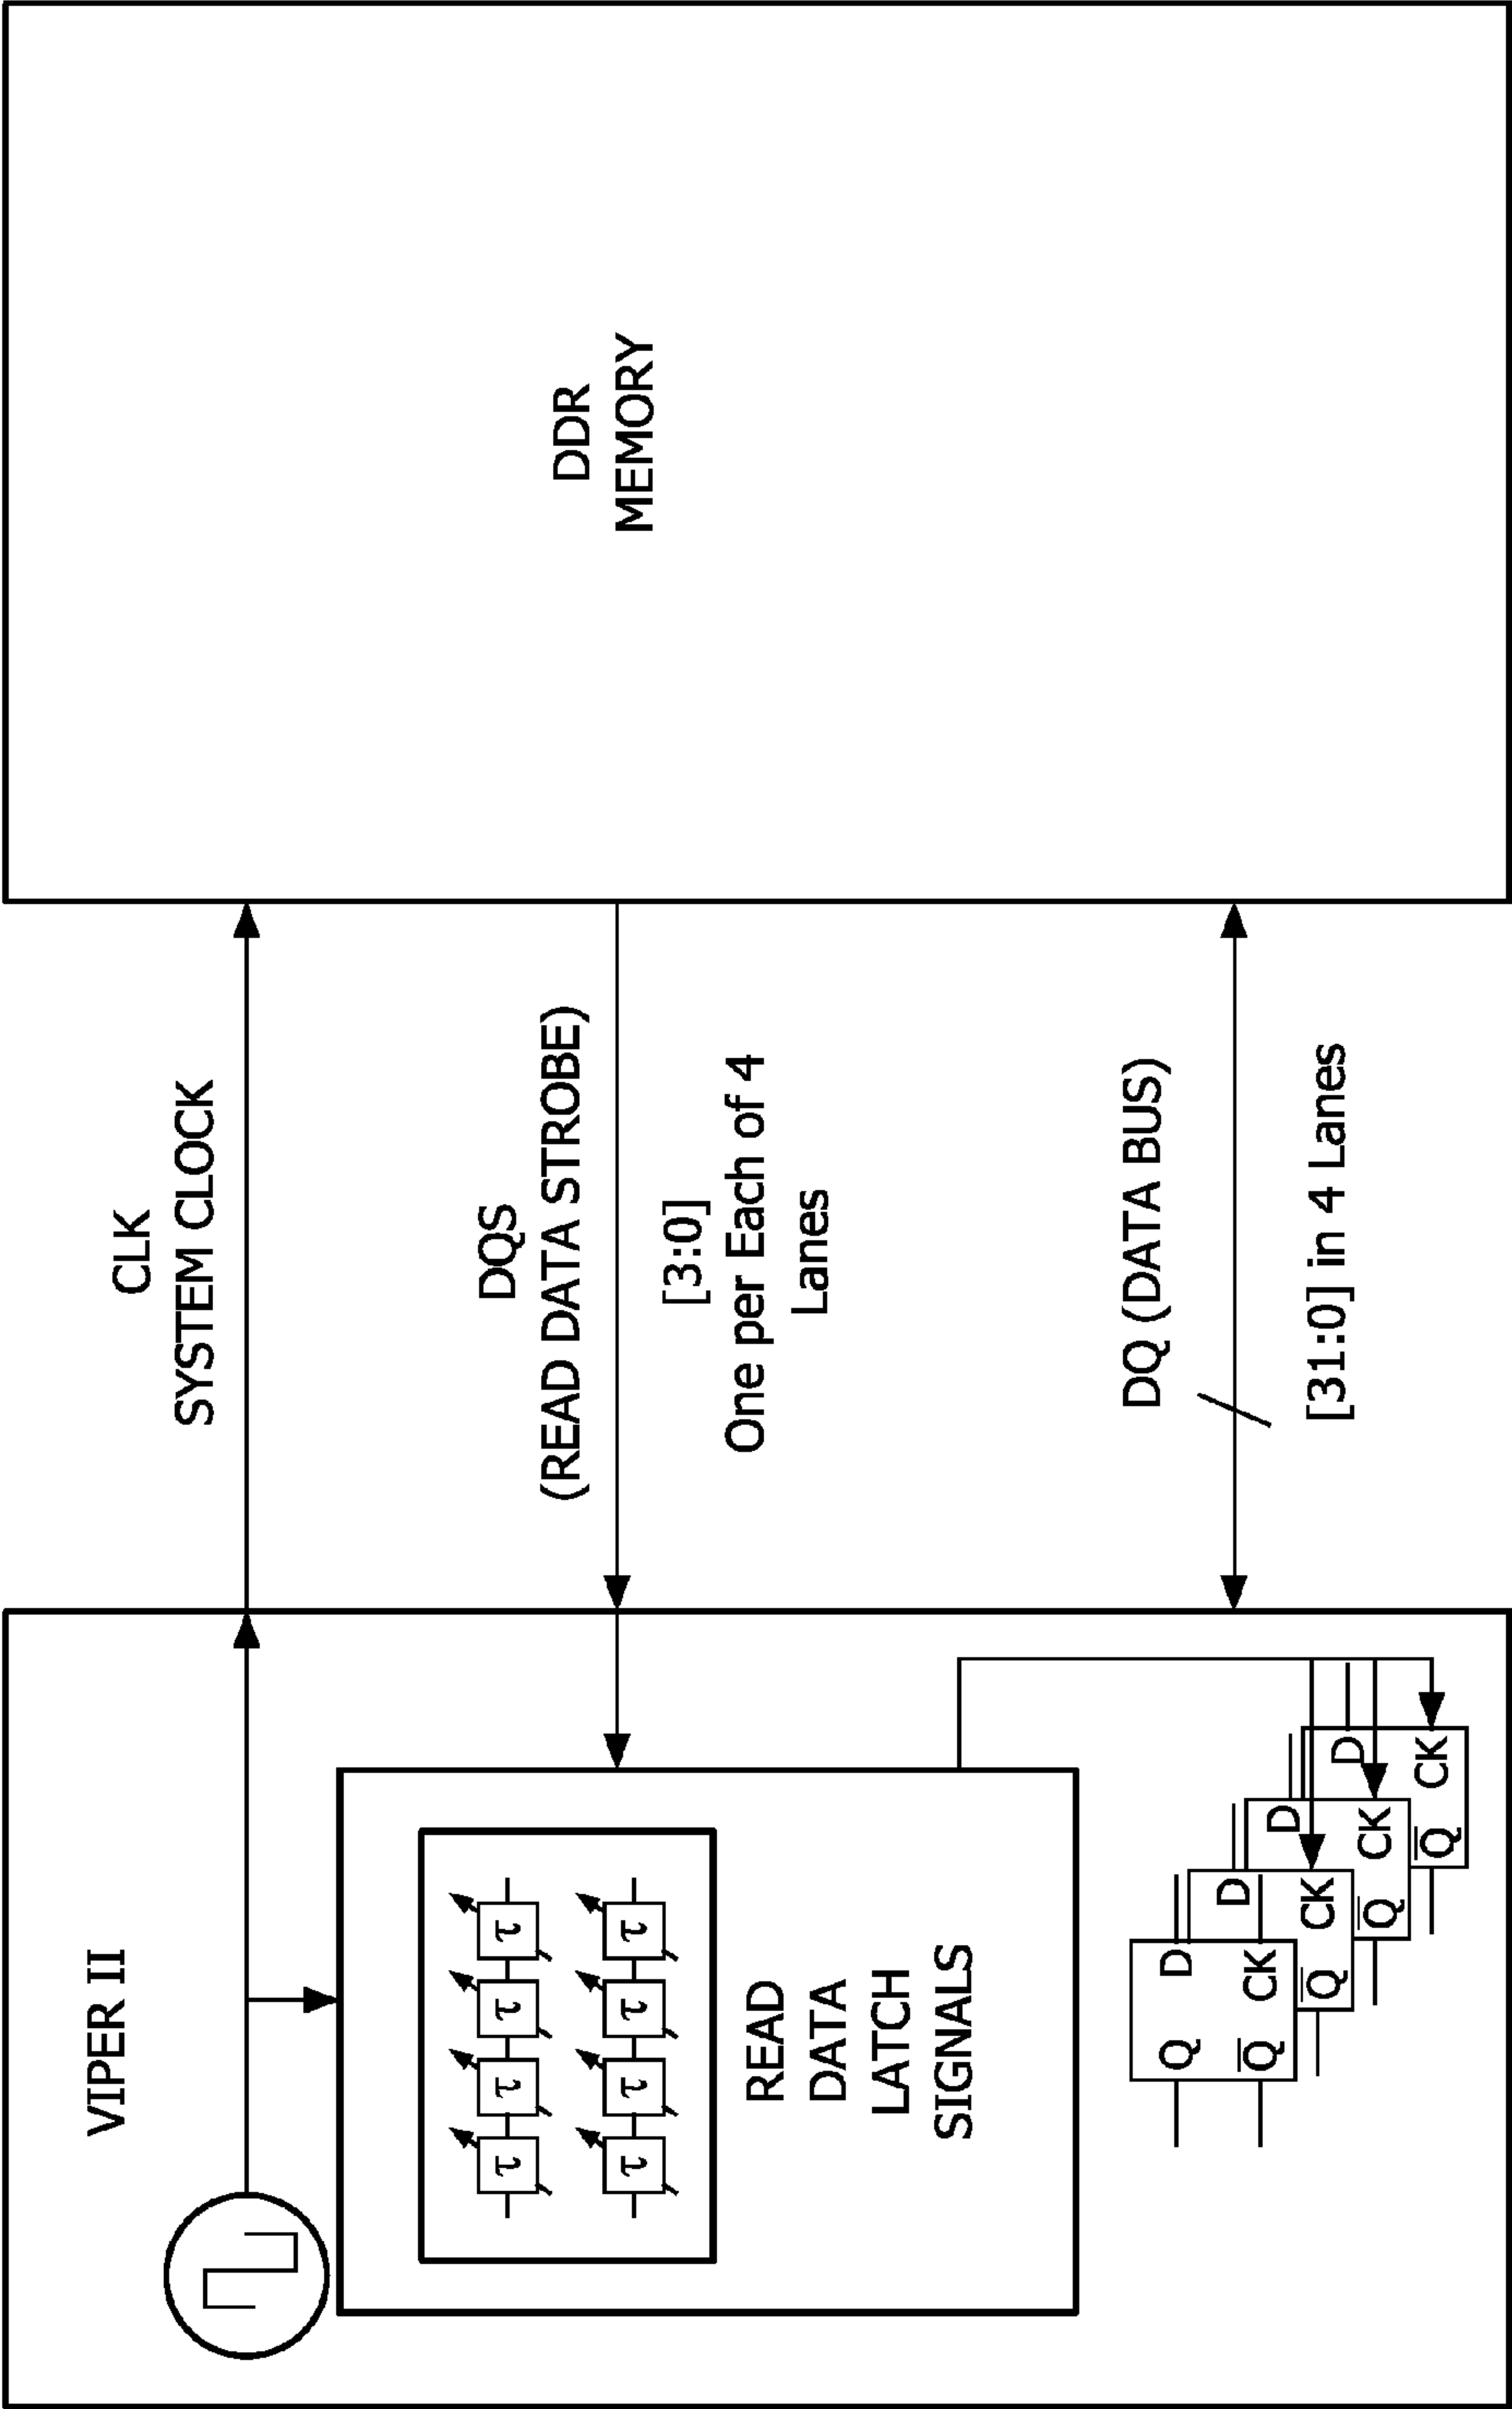 VIPER II
CLK
SYSTEM CLOCK
DQS
(READ DATA STROBE)
[3:0]
One per Each of 4
Lanes
DDR
MEMORY
τ τ τ τ
τ τ τ τ
READ
DATA
LATCH
SIGNALS
DQ (DATA BUS)
[31:0] in 4 Lanes
Q D
Q̅ CK
D
Q̅ CK
D
Q̅ CK
D
Q̅ CK